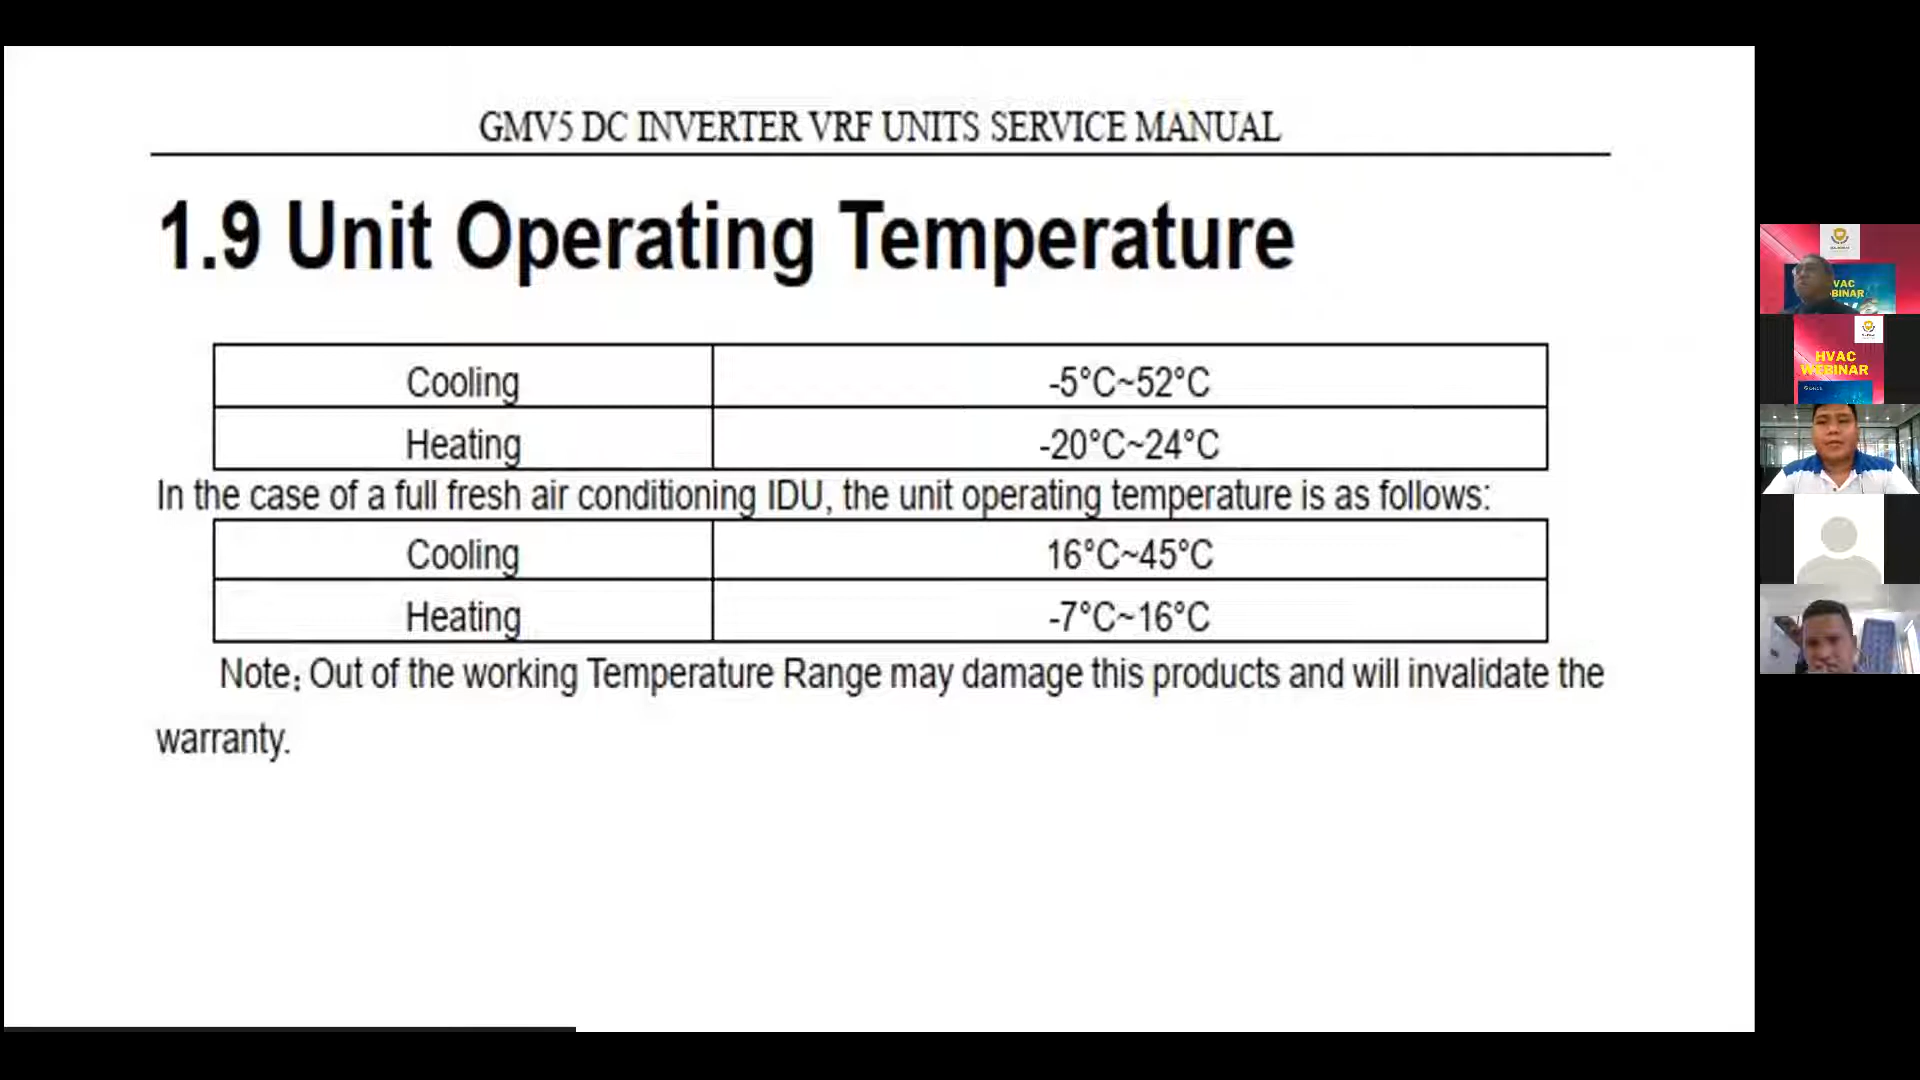 GMV5 DC INVERTER VRF UNITS SERVICE MANUAL
1.9 Unit Operating Temperature
Cooling -5°C~52°C
Heating -20°C~24°C
In the case of a full fresh air conditioning IDU, the unit operating temperature is as follows:
Cooling 16°C~45°C
Heating -7°C~16°C
Note: Out of the working Temperature Range may damage this products and will invalidate the
warranty.
VAC
BINAR
HVAC
WEBINAR